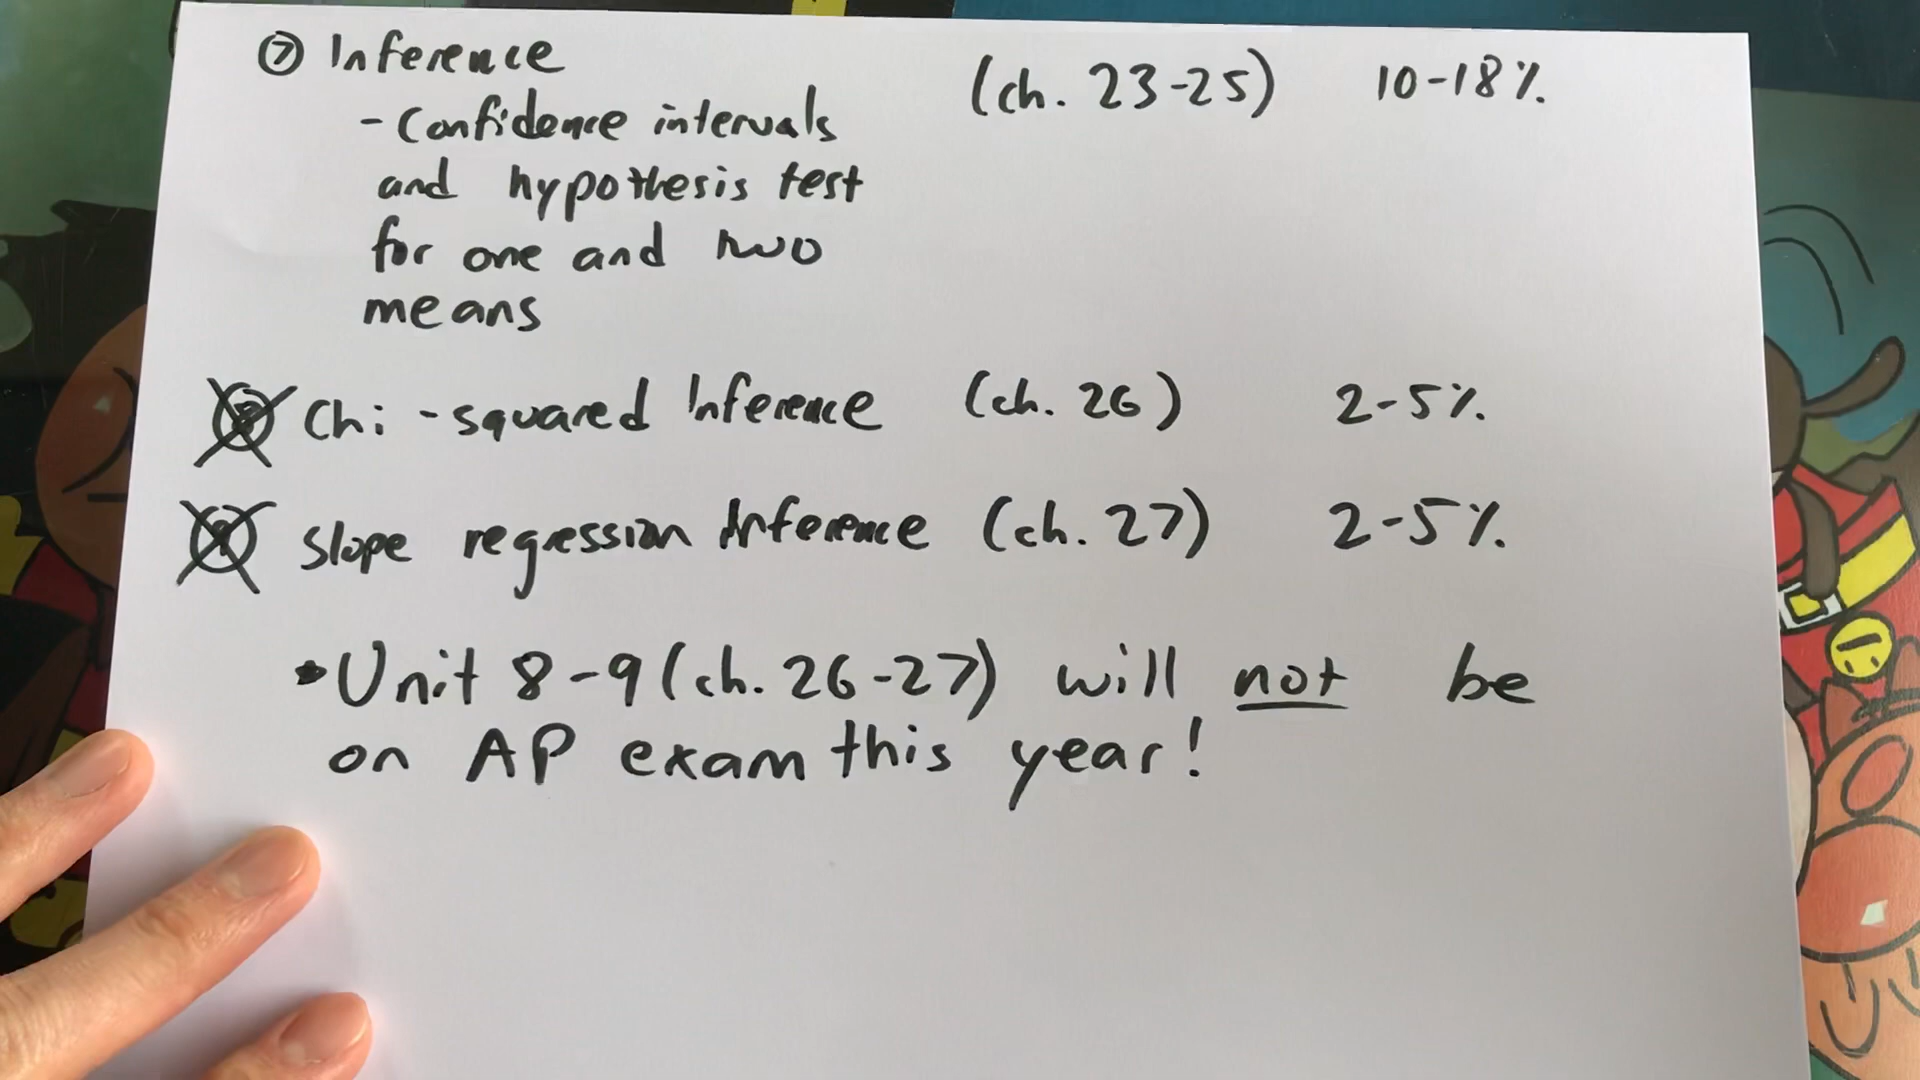 ⑦ Inference (ch. 23-25) 10-18%
- Confidence intervals
and hypothesis test
for one and two
means
Chi-squared Inference (ch. 26) 2-5%
Slope regression Inference (ch. 27) 2-5%
• Unit 8-9 (ch. 26-27) will not be
on AP exam this year!